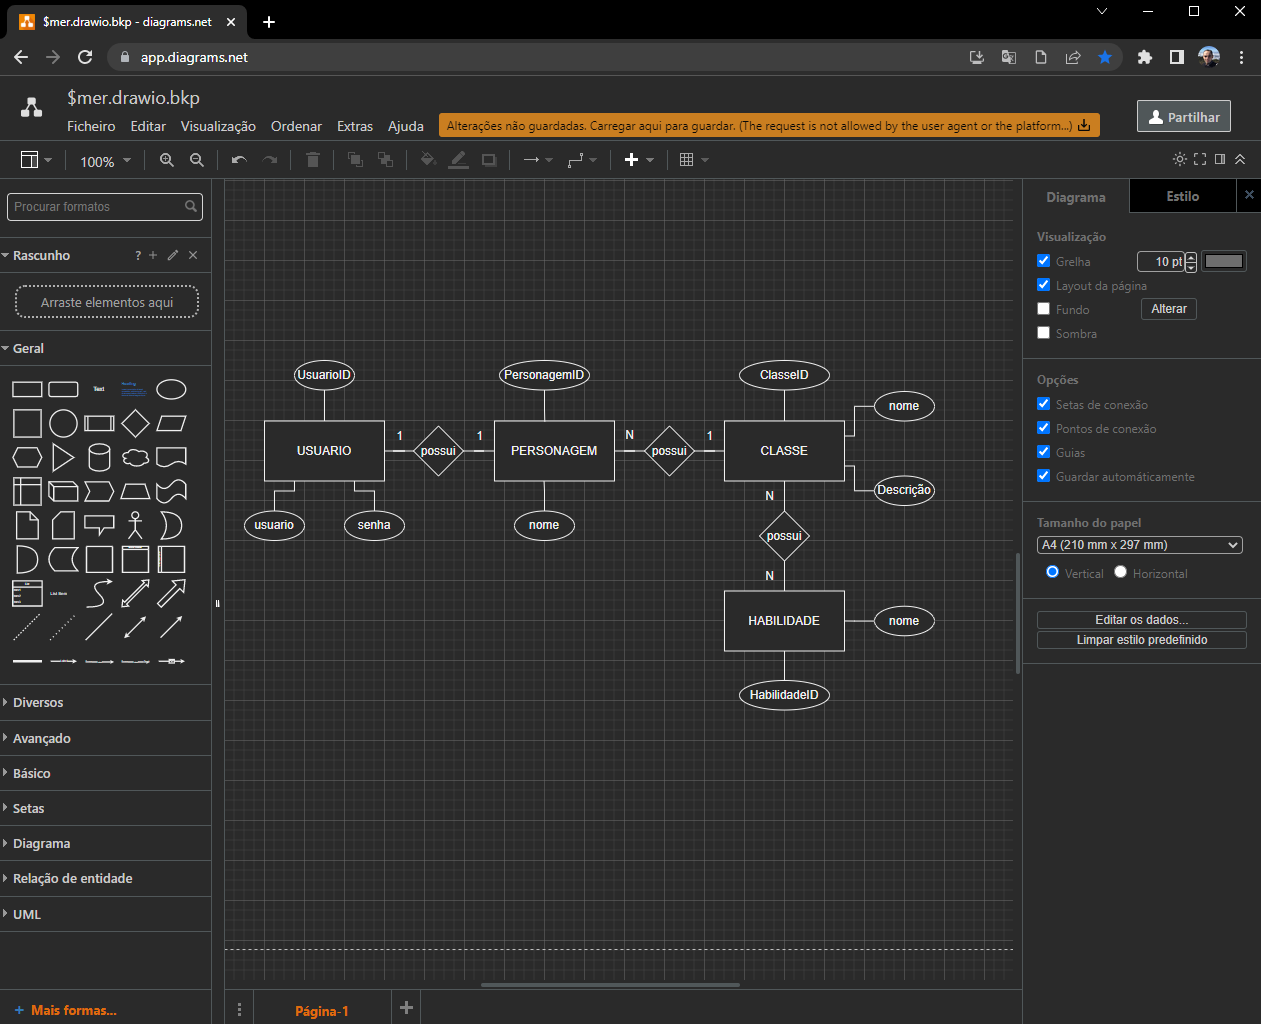 $mer.drawio.bkp - diagrams.net
app.diagrams.net
$mer.drawio.bkp
Ficheiro Editar Visualização Ordenar Extras Ajuda
Alterações não guardadas. Carregar aqui para guardar. (The request is not allowed by the user agent or the platform...)
Partilhar
100%
Procurar formatos
Rascunho
?
Arraste elementos aqui
Geral
Text
Heading
List Item
Diversos
Avançado
Básico
Setas
Diagrama
Relação de entidade
UML
+ Mais formas...
UsuarioID
PersonagemID
ClasseID
nome
USUARIO
1
possui
1
PERSONAGEM
N
possui
1
CLASSE
usuario
senha
nome
Descrição
N
possui
N
HABILIDADE
nome
HabilidadeID
Página-1
Diagrama
Estilo
Visualização
Grelha
10 pt
Layout da página
Fundo
Alterar
Sombra
Opções
Setas de conexão
Pontos de conexão
Guias
Guardar automáticamente
Tamanho do papel
A4 (210 mm x 297 mm)
Vertical
Horizontal
Editar os dados...
Limpar estilo predefinido